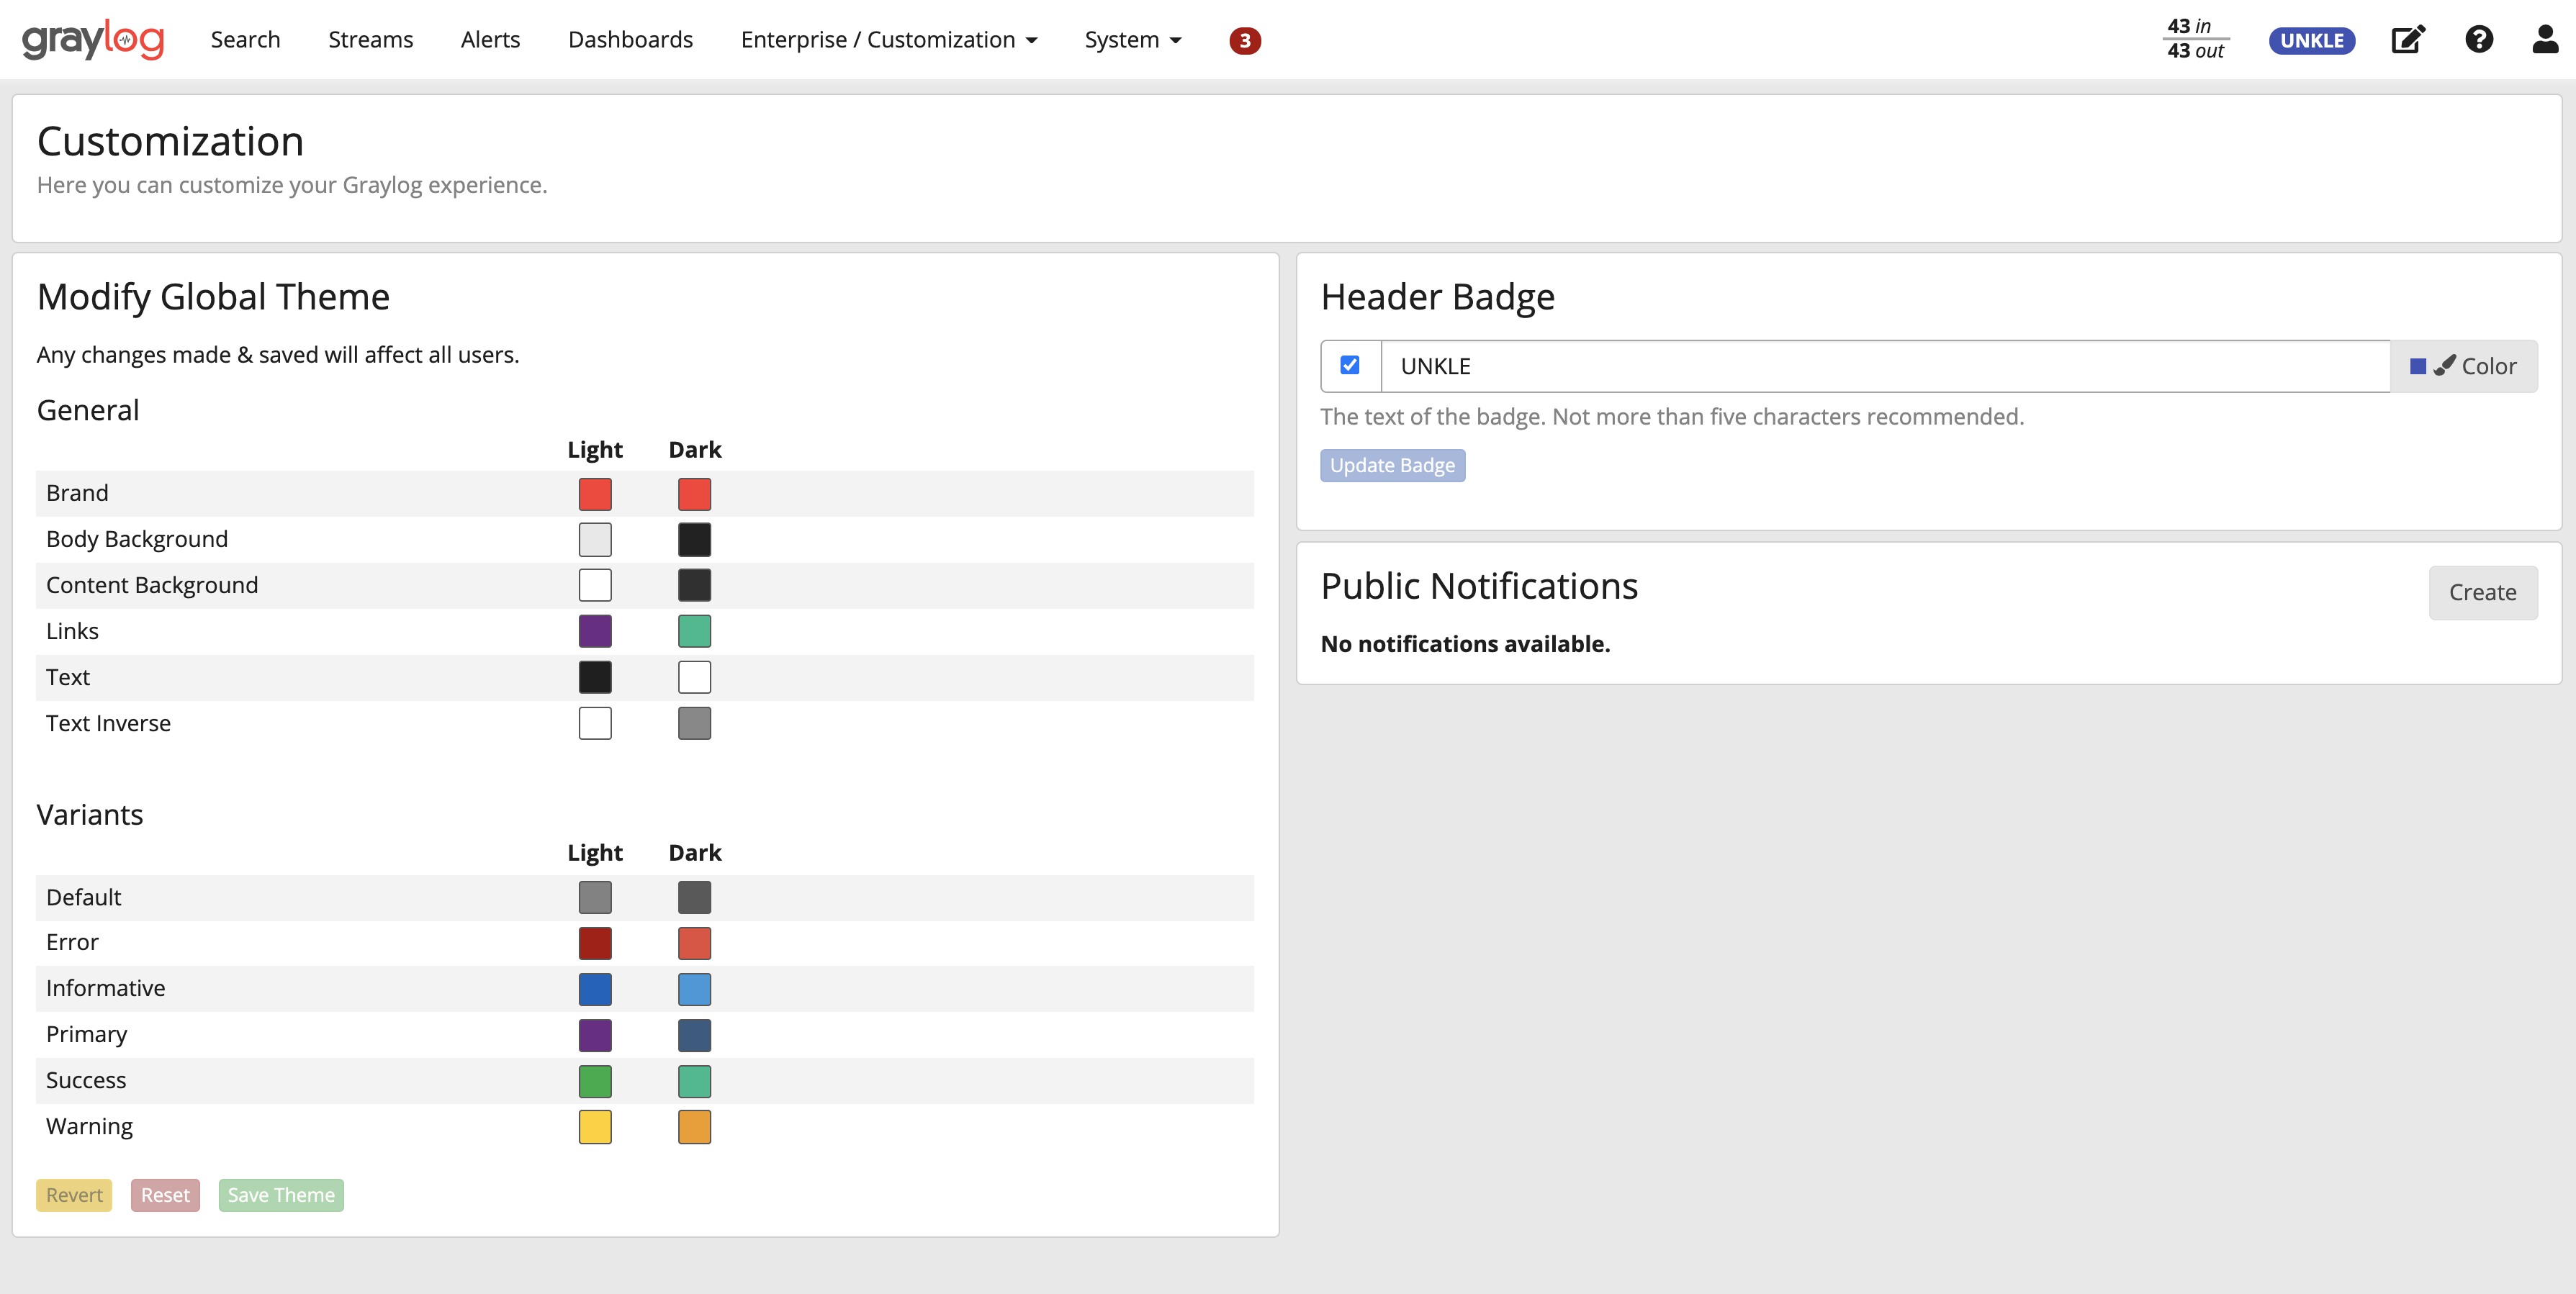 graylog
Search Streams Alerts Dashboards Enterprise / Customization System 3
43 in
43 out
UNKLE
Customization
Here you can customize your Graylog experience.
Modify Global Theme
Any changes made & saved will affect all users.
General
Light Dark
Brand
Body Background
Content Background
Links
Text
Text Inverse
Variants
Light Dark
Default
Error
Informative
Primary
Success
Warning
Revert Reset Save Theme
Header Badge
UNKLE Color
The text of the badge. Not more than five characters recommended.
Update Badge
Public Notifications
Create
No notifications available.